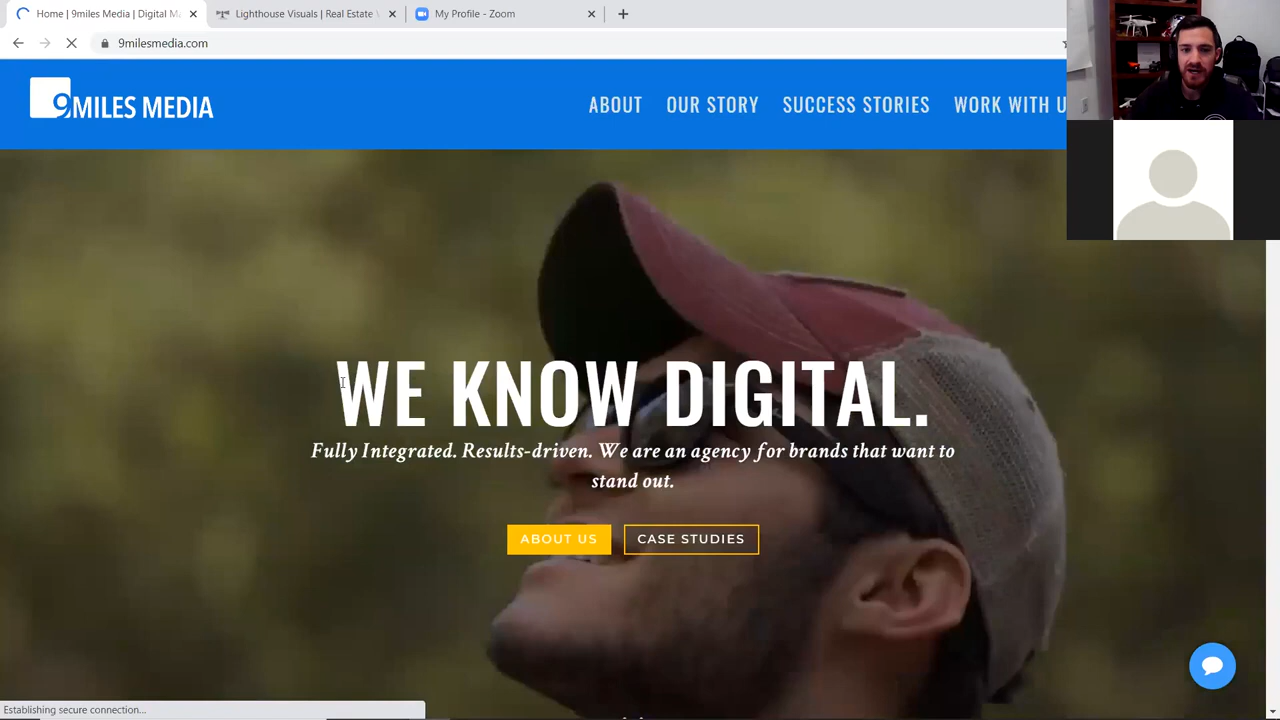 Home | 9miles Media | Digital Ma
Lighthouse Visuals | Real Estate V
My Profile - Zoom
9milesmedia.com
9MILES MEDIA
ABOUT
OUR STORY
SUCCESS STORIES
WORK WITH U
WE KNOW DIGITAL.
Fully Integrated. Results-driven. We are an agency for brands that want to
stand out.
ABOUT US
CASE STUDIES
Establishing secure connection...